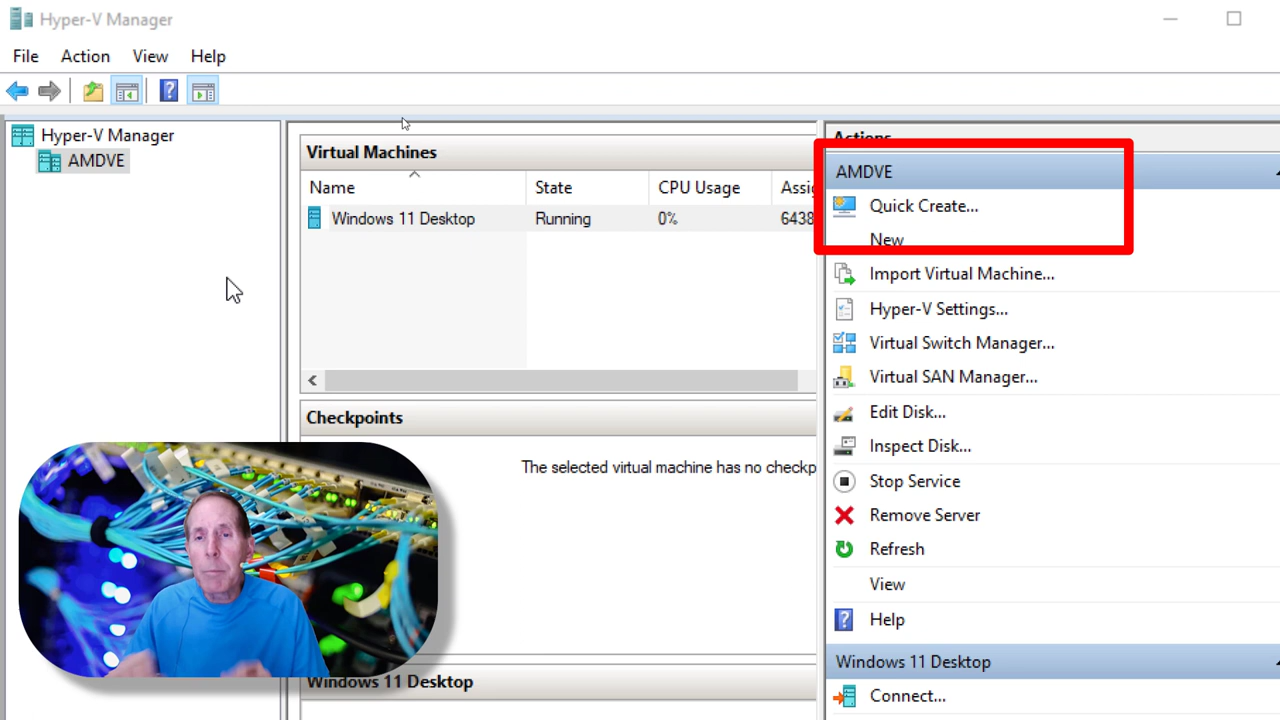 Hyper-V Manager
File Action View Help
Hyper-V Manager
AMDVE
Virtual Machines
Name State CPU Usage
Windows 11 Desktop Running 0% 6438
Checkpoints
The selected virtual machine has no
Windows 11 Desktop
Actions
AMDVE
Quick Create...
New
Import Virtual Machine...
Hyper-V Settings...
Virtual Switch Manager...
Virtual SAN Manager...
Edit Disk...
Inspect Disk...
Stop Service
Remove Server
Refresh
View
Help
Windows 11 Desktop
Connect...